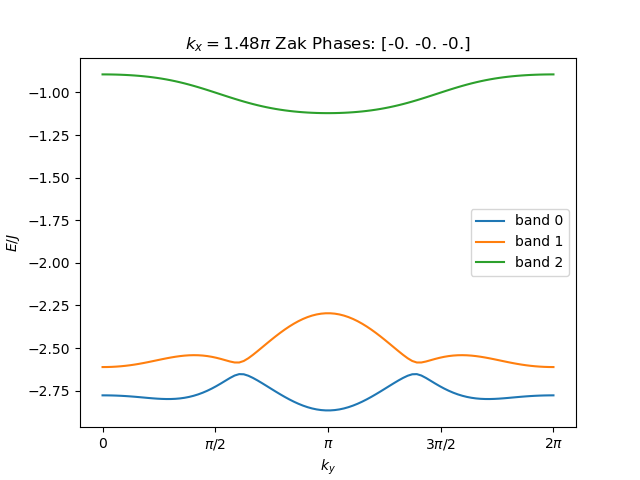 k_x = 1.48π Zak Phases: [-0. -0. -0.]
E/J
−1.00
−1.25
−1.50
−1.75
−2.00
−2.25
−2.50
−2.75
band 0
band 1
band 2
0
π/2
π
3π/2
2π
k_y